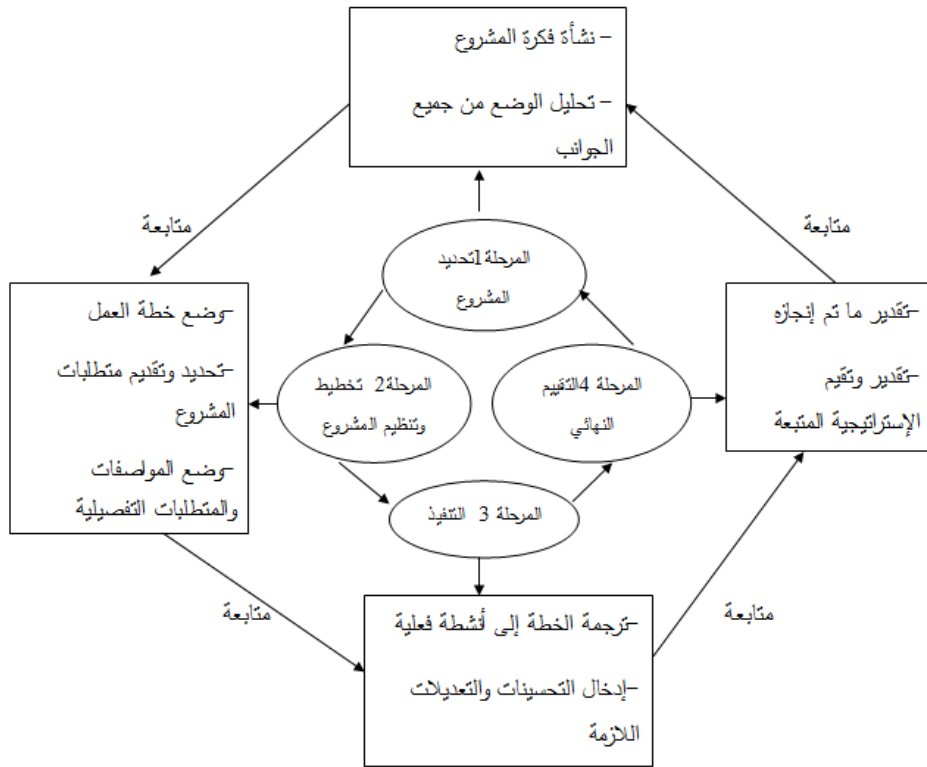 – نشأة فكرة المشروع
– تحليل الوضع من جميع
الجوانب
متابعة
متابعة
المرحلة 1تحديد
المشروع
–وضع خطة العمل
–تحديد وتقديم متطلبات
المشروع
–وضع المواصفات
والمتطلبات التفصيلية
المرحلة2 تخطيط
وتنظيم المشروع
المرحلة 4التقييم
النهائي
–تقدير ما تم إنجازه
–تقدير وتقيم
الإستراتيجية المتبعة
المرحلة 3 التنفيذ
متابعة
متابعة
–ترجمة الخطة إلى أنشطة فعلية
–إدخال التحسينات والتعديلات
اللازمة